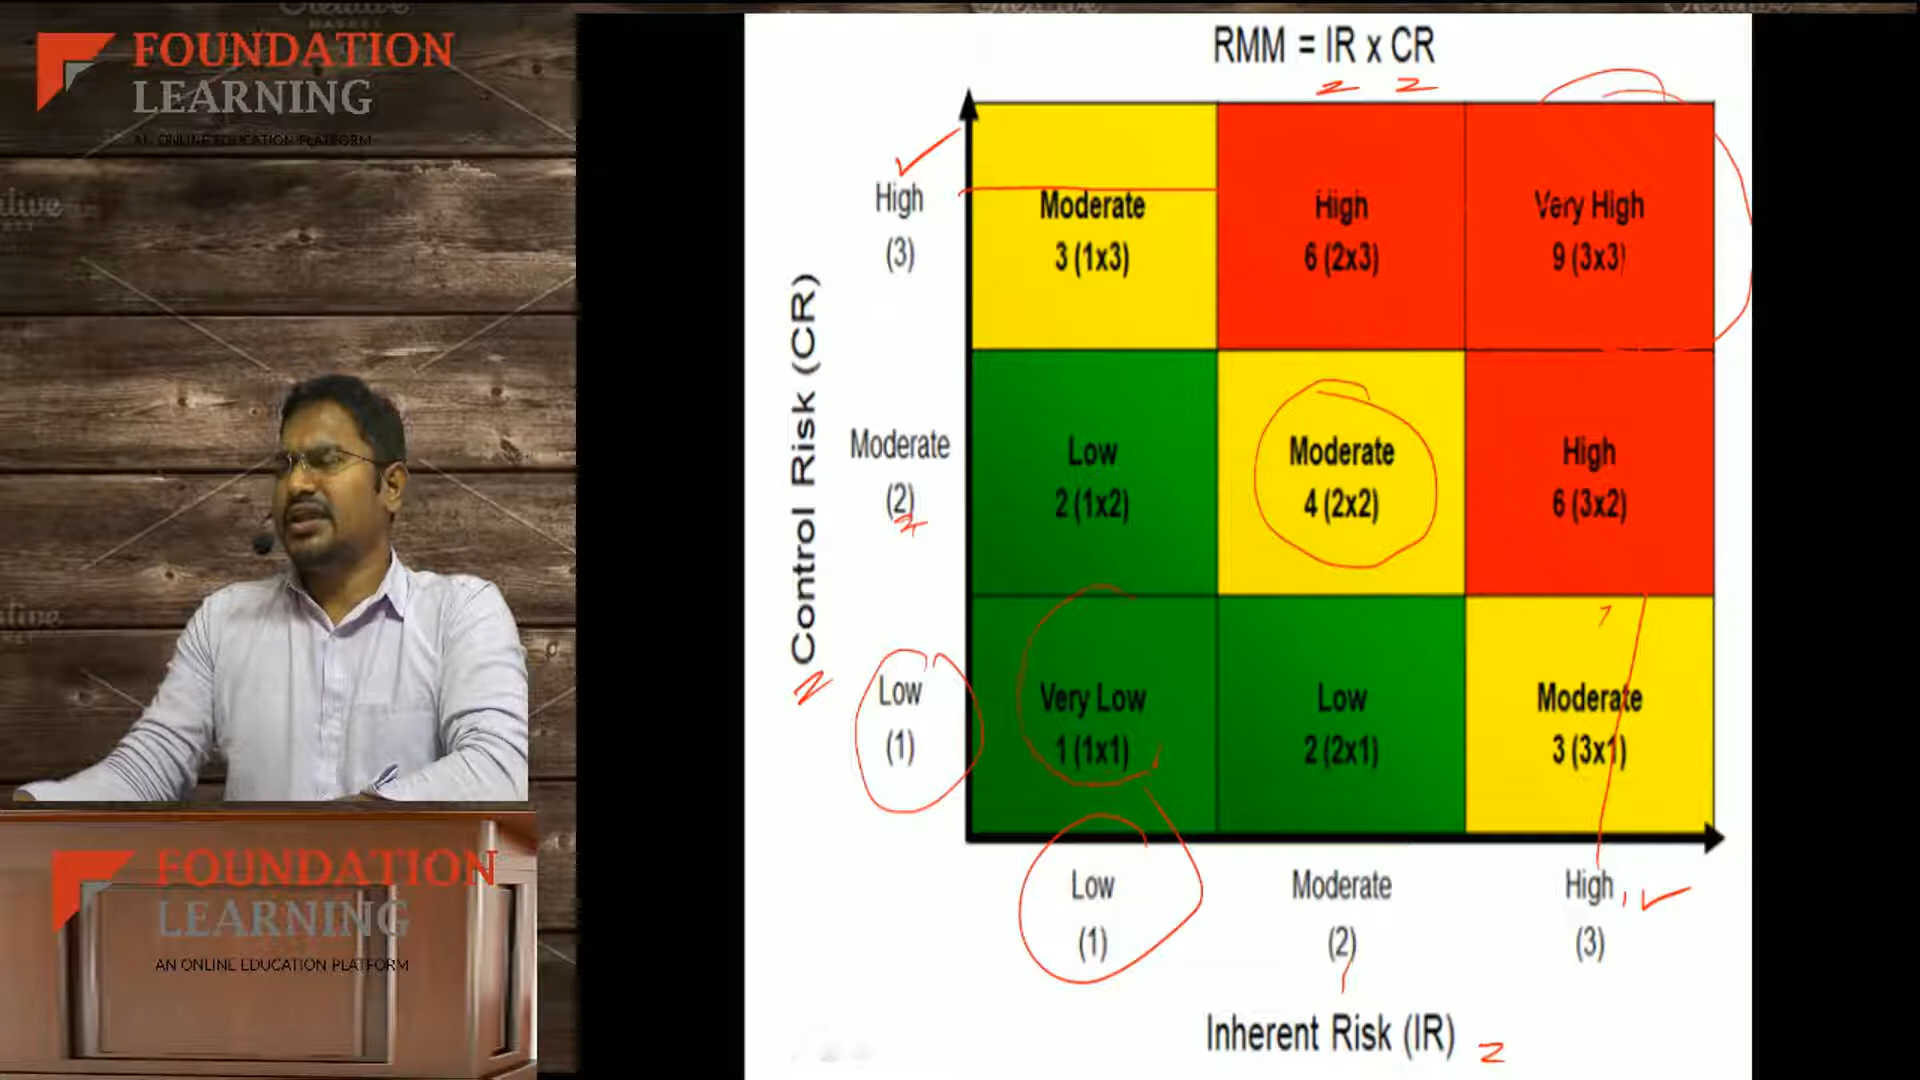 FOUNDATION
LEARNING
AN ONLINE EDUCATION PLATFORM
FOUNDATION
LEARNING
AN ONLINE EDUCATION PLATFORM
RMM = IR x CR
Control Risk (CR)
High
(3)
Moderate
3 (1x3)
High
6 (2x3)
Very High
9 (3x3)
Moderate
(2)
Low
2 (1x2)
Moderate
4 (2x2)
High
6 (3x2)
Low
(1)
Very Low
1 (1x1)
Low
2 (2x1)
Moderate
3 (3x1)
Low
(1)
Moderate
(2)
High
(3)
Inherent Risk (IR)